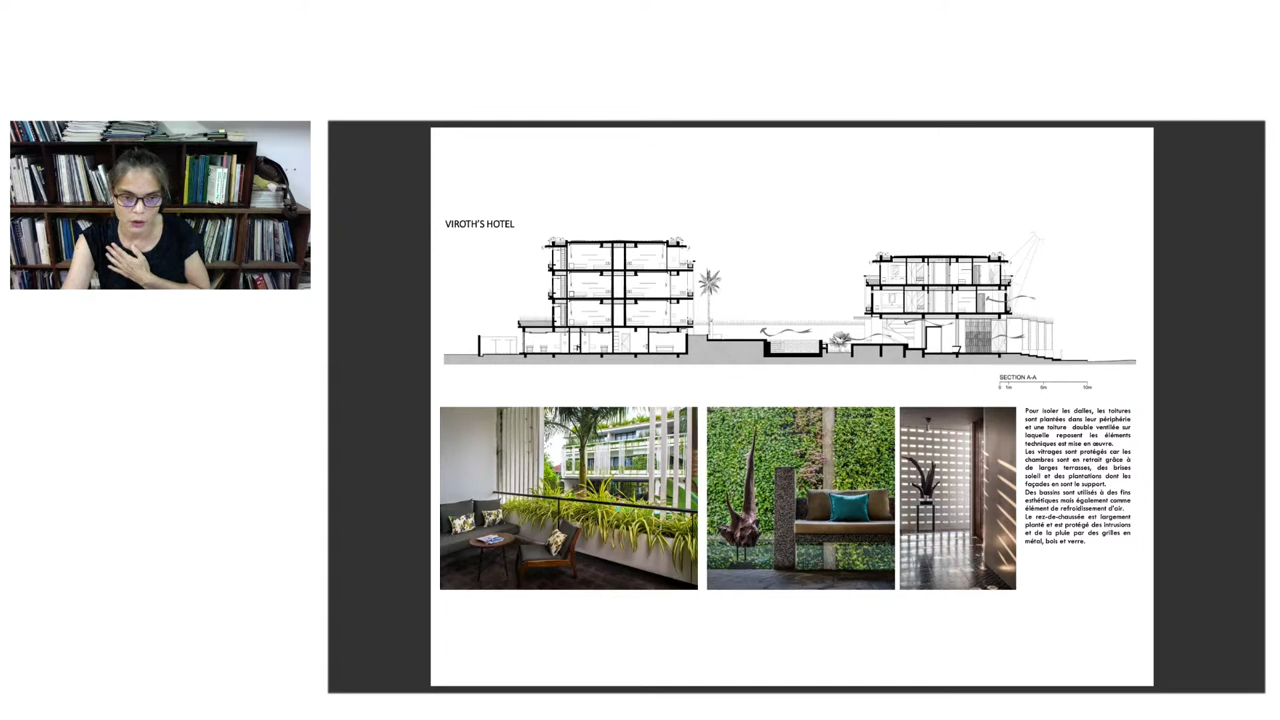 VIROTH'S HOTEL
SECTION A-A
0 1m 5m 10m
Pour isoler les dalles, les toitures
sont plantées dans leur périphérie
et une toiture double ventilée sur
laquelle reposent les éléments
techniques est mise en œuvre.
Les vitrages sont protégés car les
chambres sont en retrait grâce à
de larges terrasses, des brises
soleil et des plantations dont les
façades en sont le support.
Des bassins sont utilisés à des fins
esthétiques mais également comme
élément de refroidissement d'air.
Le rez-de-chaussée est largement
planté et est protégé des intrusions
et de la pluie par des grilles en
métal, bois et verre.